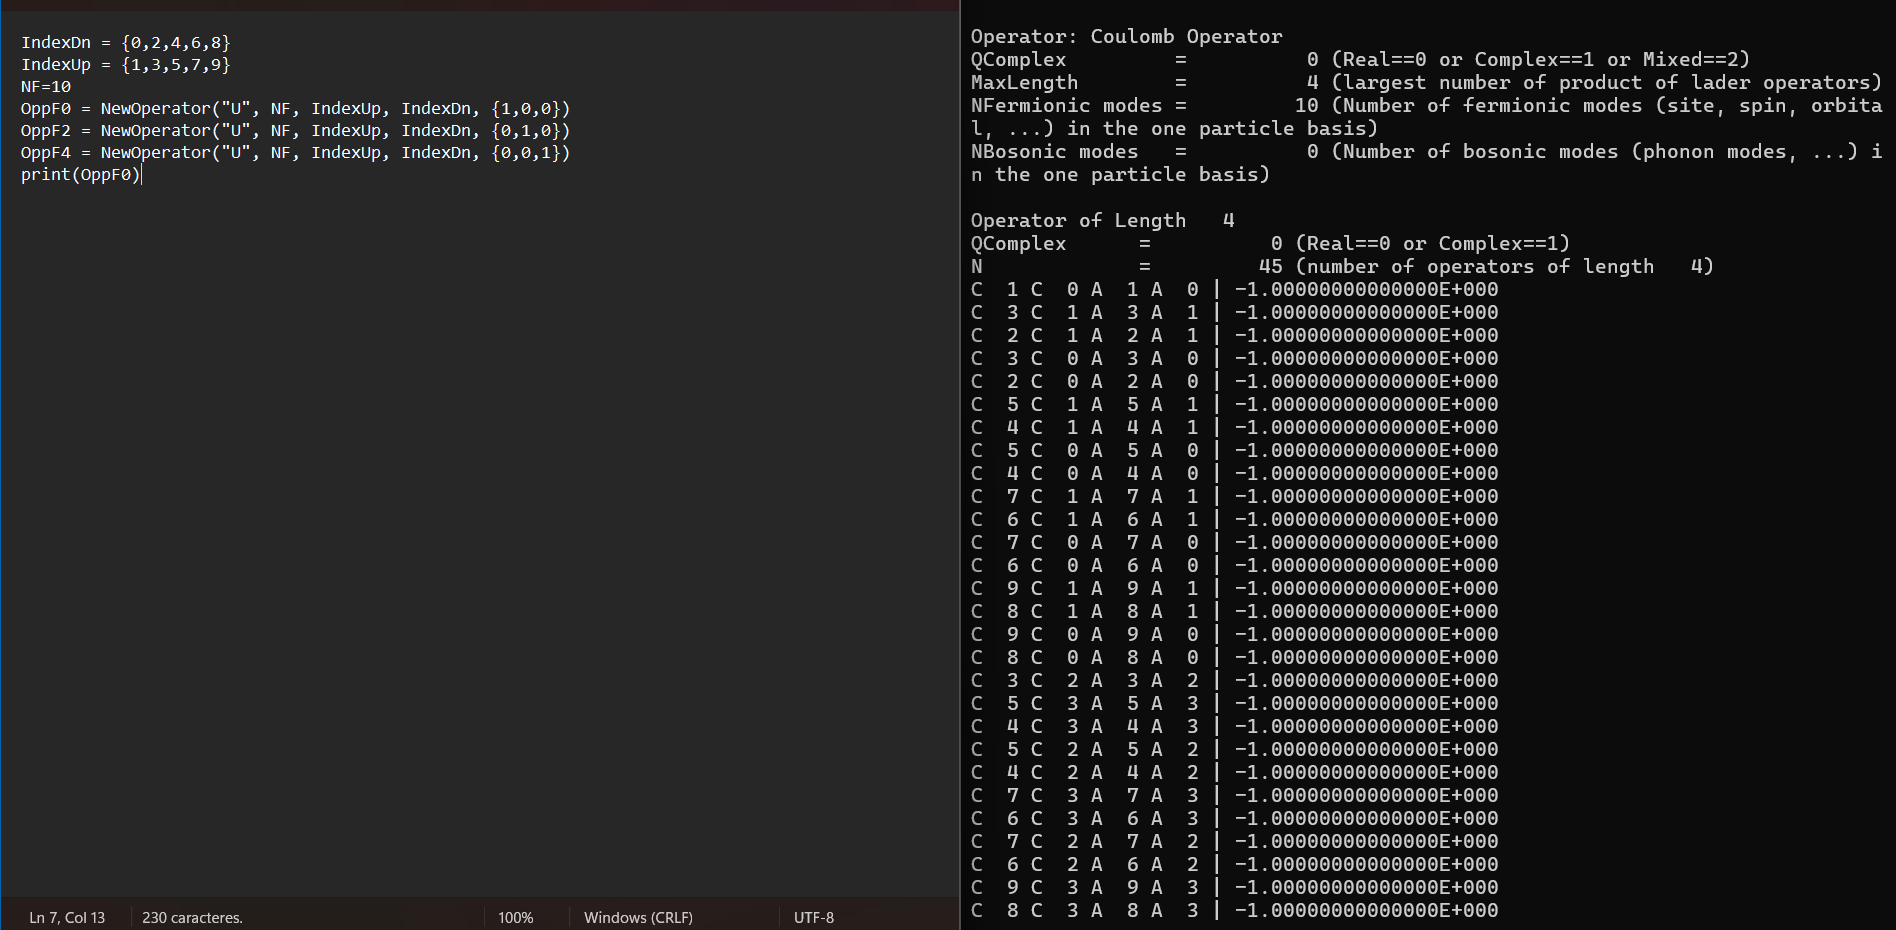 IndexDn = {0,2,4,6,8}
IndexUp = {1,3,5,7,9}
NF=10
OppF0 = NewOperator("U", NF, IndexUp, IndexDn, {1,0,0})
OppF2 = NewOperator("U", NF, IndexUp, IndexDn, {0,1,0})
OppF4 = NewOperator("U", NF, IndexUp, IndexDn, {0,0,1})
print(OppF0)
Ln 7, Col 13
230 caracteres.
100%
Windows (CRLF)
UTF-8
Operator: Coulomb Operator
QComplex         =          0 (Real==0 or Complex==1 or Mixed==2)
MaxLength        =          4 (largest number of product of lader operators)
NFermionic modes =         10 (Number of fermionic modes (site, spin, orbita
l, ...) in the one particle basis)
NBosonic modes   =          0 (Number of bosonic modes (phonon modes, ...) i
n the one particle basis)
Operator of Length   4
QComplex      =          0 (Real==0 or Complex==1)
N             =         45 (number of operators of length   4)
C  1 C  0 A  1 A  0 | -1.00000000000000E+000
C  3 C  1 A  3 A  1 | -1.00000000000000E+000
C  2 C  1 A  2 A  1 | -1.00000000000000E+000
C  3 C  0 A  3 A  0 | -1.00000000000000E+000
C  2 C  0 A  2 A  0 | -1.00000000000000E+000
C  5 C  1 A  5 A  1 | -1.00000000000000E+000
C  4 C  1 A  4 A  1 | -1.00000000000000E+000
C  5 C  0 A  5 A  0 | -1.00000000000000E+000
C  4 C  0 A  4 A  0 | -1.00000000000000E+000
C  7 C  1 A  7 A  1 | -1.00000000000000E+000
C  6 C  1 A  6 A  1 | -1.00000000000000E+000
C  7 C  0 A  7 A  0 | -1.00000000000000E+000
C  6 C  0 A  6 A  0 | -1.00000000000000E+000
C  9 C  1 A  9 A  1 | -1.00000000000000E+000
C  8 C  1 A  8 A  1 | -1.00000000000000E+000
C  9 C  0 A  9 A  0 | -1.00000000000000E+000
C  8 C  0 A  8 A  0 | -1.00000000000000E+000
C  3 C  2 A  3 A  2 | -1.00000000000000E+000
C  5 C  3 A  5 A  3 | -1.00000000000000E+000
C  4 C  3 A  4 A  3 | -1.00000000000000E+000
C  5 C  2 A  5 A  2 | -1.00000000000000E+000
C  4 C  2 A  4 A  2 | -1.00000000000000E+000
C  7 C  3 A  7 A  3 | -1.00000000000000E+000
C  6 C  3 A  6 A  3 | -1.00000000000000E+000
C  7 C  2 A  7 A  2 | -1.00000000000000E+000
C  6 C  2 A  6 A  2 | -1.00000000000000E+000
C  9 C  3 A  9 A  3 | -1.00000000000000E+000
C  8 C  3 A  8 A  3 | -1.00000000000000E+000